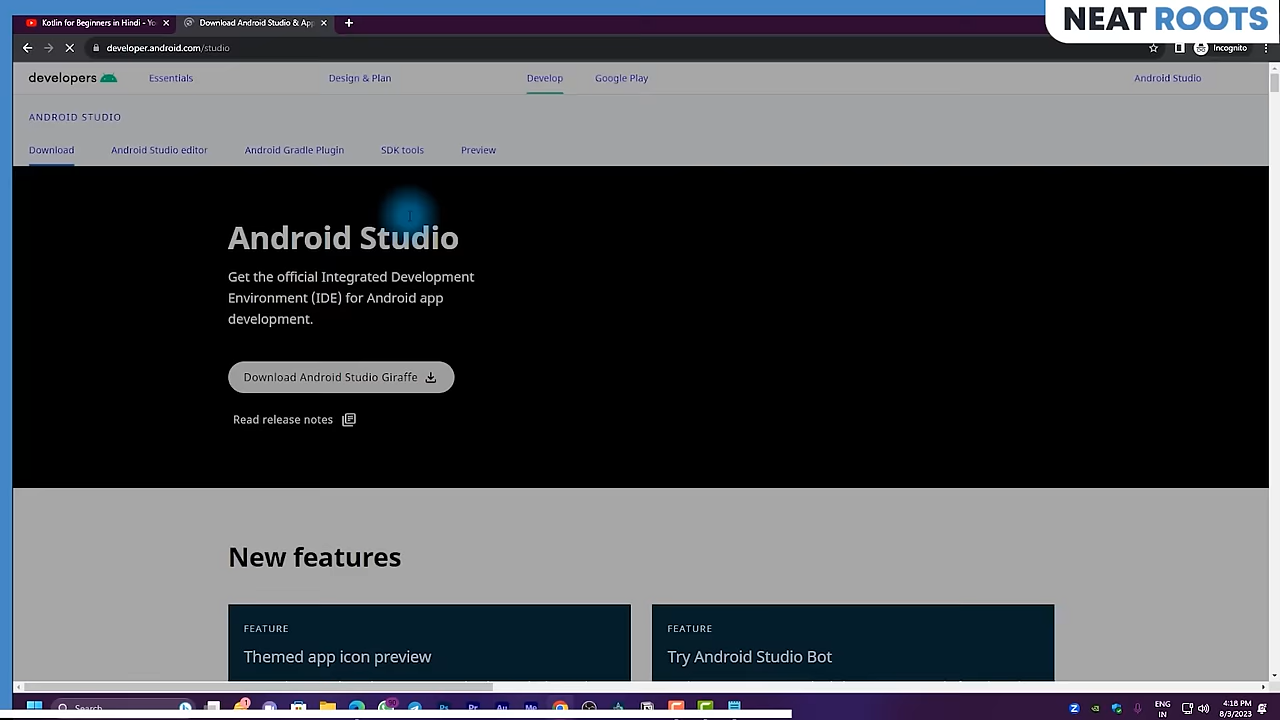 Kotlin for Beginners in Hindi - Yo
Download Android Studio & Ap
NEAT ROOTS
developer.android.com/studio
Incognito
developers
Essentials
Design & Plan
Develop
Google Play
Android Studio
ANDROID STUDIO
Download
Android Studio editor
Android Gradle Plugin
SDK tools
Preview
Android Studio
Get the official Integrated Development
Environment (IDE) for Android app
development.
Download Android Studio Giraffe
Read release notes
New features
FEATURE
Themed app icon preview
FEATURE
Try Android Studio Bot
Search
ENG
IN
4:18 PM
8/3/2023